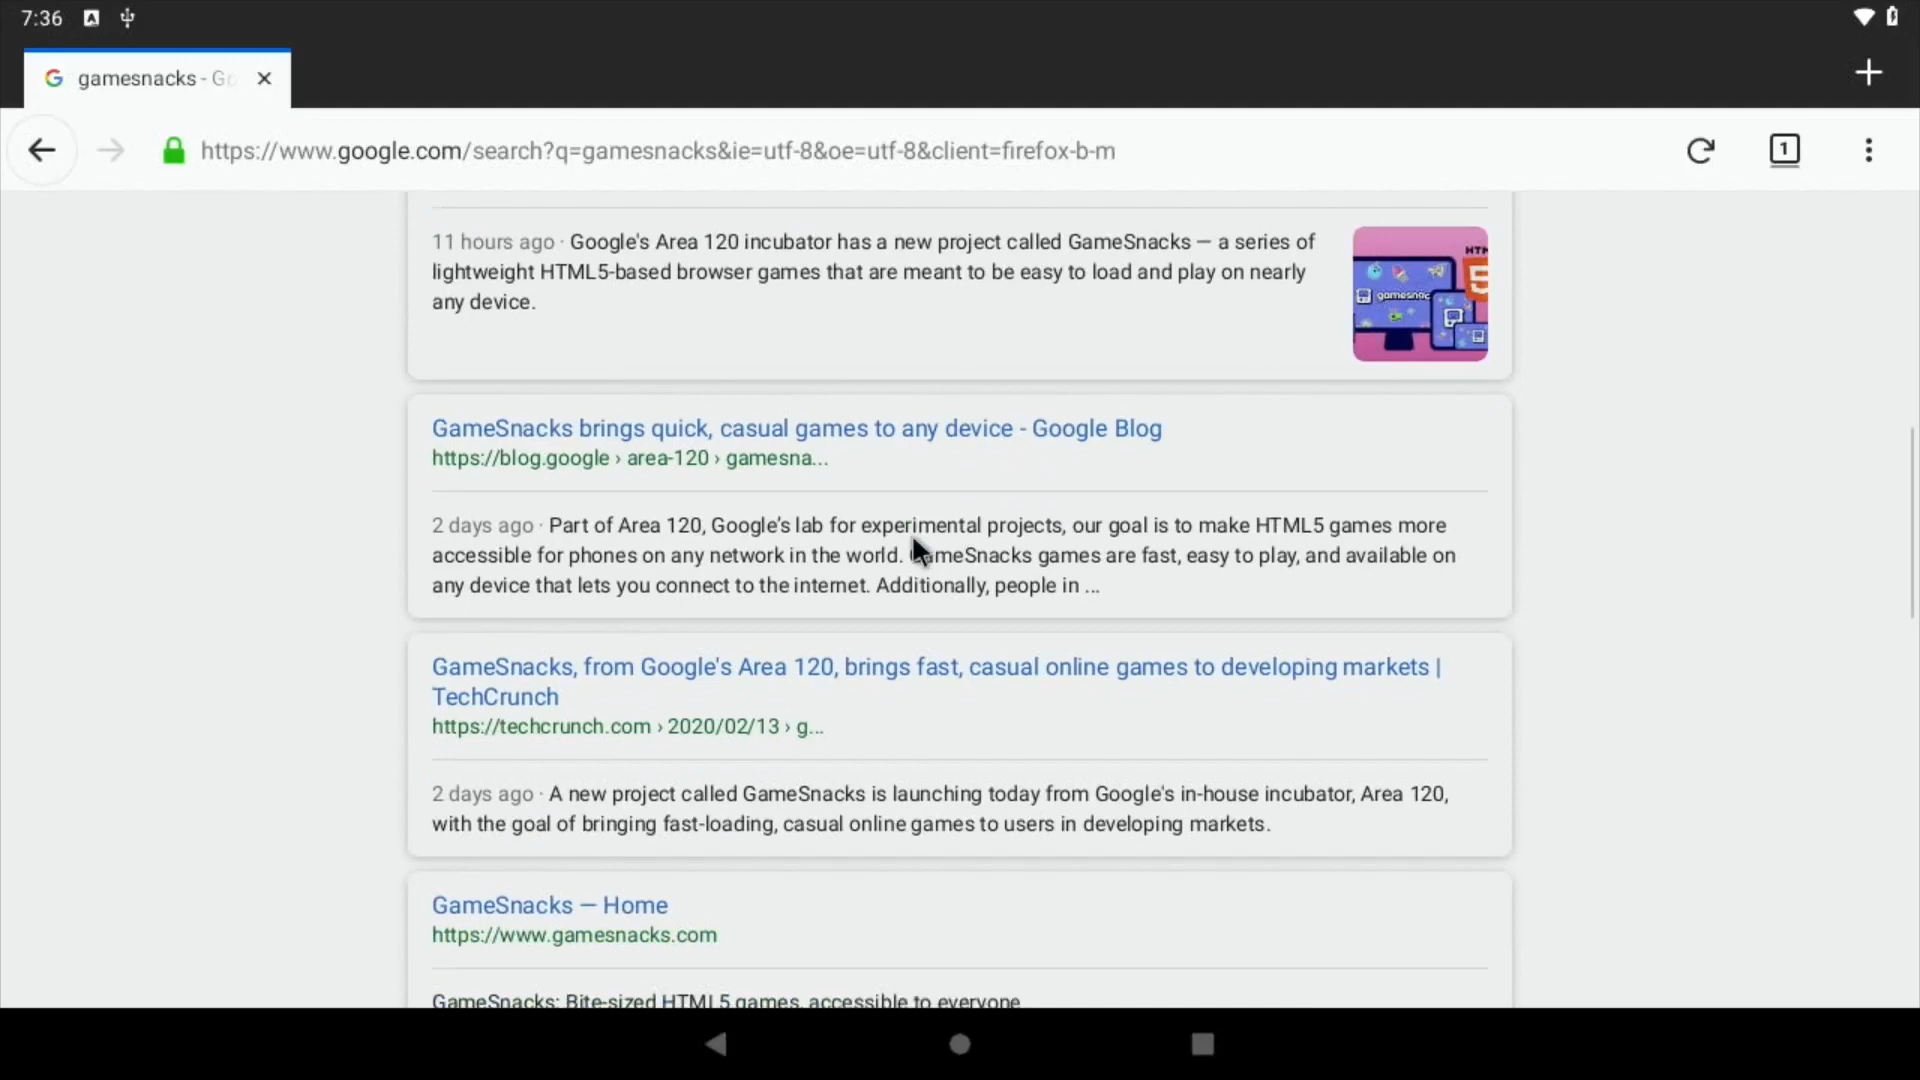 7:36
gamesnacks - Go
https://www.google.com/search?q=gamesnacks&ie=utf-8&oe=utf-8&client=firefox-b-m
1
11 hours ago · Google's Area 120 incubator has a new project called GameSnacks — a series of
lightweight HTML5-based browser games that are meant to be easy to load and play on nearly
any device.
HTM
5
gamesnac
GameSnacks brings quick, casual games to any device - Google Blog
https://blog.google › area-120 › gamesna...
2 days ago · Part of Area 120, Google's lab for experimental projects, our goal is to make HTML5 games more
accessible for phones on any network in the world. GameSnacks games are fast, easy to play, and available on
any device that lets you connect to the internet. Additionally, people in ...
GameSnacks, from Google's Area 120, brings fast, casual online games to developing markets |
TechCrunch
https://techcrunch.com › 2020/02/13 › g...
2 days ago · A new project called GameSnacks is launching today from Google's in-house incubator, Area 120,
with the goal of bringing fast-loading, casual online games to users in developing markets.
GameSnacks — Home
https://www.gamesnacks.com
GameSnacks: Bite-sized HTML5 games, accessible to everyone